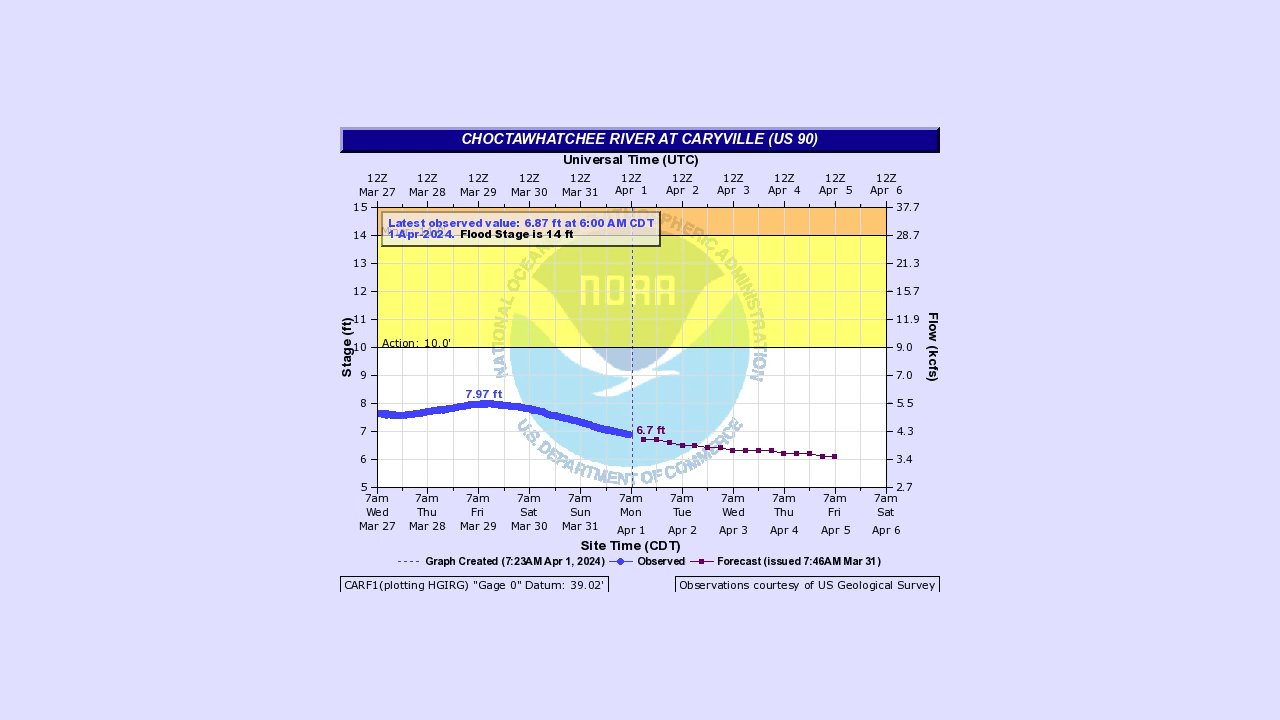 CHOCTAWHATCHEE RIVER AT CARYVILLE (US 90)
Universal Time (UTC)
12Z 12Z 12Z 12Z 12Z 12Z 12Z 12Z 12Z 12Z 12Z
Mar 27 Mar 28 Mar 29 Mar 30 Mar 31 Apr 1 Apr 2 Apr 3 Apr 4 Apr 5 Apr 6
15 37.7
Latest observed value: 6.87 ft at 6:00 AM CDT
1-Apr-2024. Flood Stage is 14 ft
14 28.7
13 21.3
12 15.7
11 11.9
Action: 10.0'
10 9.0
9 7.0
8 5.5
7 4.3
6 3.4
5 2.7
Stage (ft)
Flow (kcfs)
7.97 ft
6.7 ft
NOAA
NATIONAL OCEANIC AND ATMOSPHERIC ADMINISTRATION
U.S. DEPARTMENT OF COMMERCE
7am 7am 7am 7am 7am 7am 7am 7am 7am 7am 7am
Wed Thu Fri Sat Sun Mon Tue Wed Thu Fri Sat
Mar 27 Mar 28 Mar 29 Mar 30 Mar 31 Apr 1 Apr 2 Apr 3 Apr 4 Apr 5 Apr 6
Site Time (CDT)
Graph Created (7:23AM Apr 1, 2024) Observed Forecast (issued 7:46AM Mar 31)
CARF1(plotting HGIRG) "Gage 0" Datum: 39.02'
Observations courtesy of US Geological Survey